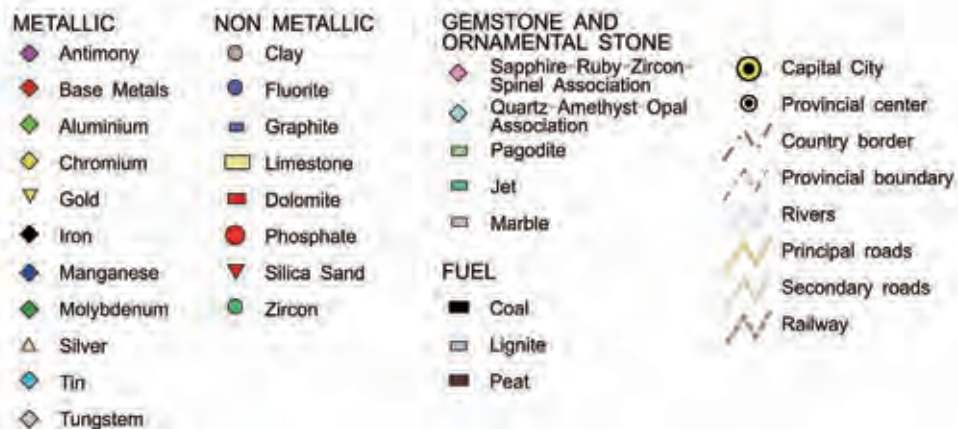 METALLIC
Antimony
Base Metals
Aluminium
Chromium
Gold
Iron
Manganese
Molybdenum
Silver
Tin
Tungstem
NON METALLIC
Clay
Fluorite
Graphite
Limestone
Dolomite
Phosphate
Silica Sand
Zircon
GEMSTONE AND
ORNAMENTAL STONE
Sapphire-Ruby-Zircon-
Spinel Association
Quartz-Amethyst Opal
Association
Pagodite
Jet
Marble
FUEL
Coal
Lignite
Peat
Capital City
Provincial center
Country border
Provincial boundary
Rivers
Principal roads
Secondary roads
Railway